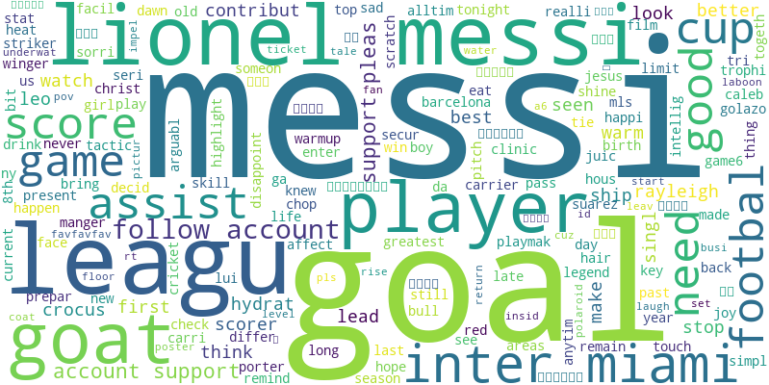 messi
goal
lionel messi
leagu
player
goat
inter miami
score
game
assist
cup
good
footbal
need
follow account
account support
support
pleas
contribut
watch
leo
seen
warm
best
better
look
ship
rayleigh
singl
make
stop
think
scorer
hydrat
crocus
first
lead
long
facil
dawn
old
top
sad
alltim
tonight
realli
film
stat
heat
sorri
impel
tale
ticket
striker
underwat
winger
us
seri
someon
scratch
jesus
limit
tri
trophi
togeth
christ
girl
play
barcelona
eat
shine
mls
happi
laboon
caleb
golazo
bit
pov
drink
never
tactic
pictur
arguabl
highlight
disappoint
fan
water
warmup
enter
secur
win
boy
pitch
clinic
intellig
a6
tie
birth
juic
thing
game6
ny
8th
bring
decid
skill
ga
knew
chop
da
carrier
pass
hous
suarez
id
start
leav
made
busi
present
happen
manger
favfavfav
face
life
affect
greatest
playmak
cuz
day
hair
legend
key
past
back
year
touch
joy
set
laugh
simpl
current
floor
rt
cricket
lui
pls
rise
still
bull
late
return
insid
red
areas
see
anytim
polaroid
remain
prepar
new
coat
poster
check
carri
differ
porter
remind
level
last
hope
season